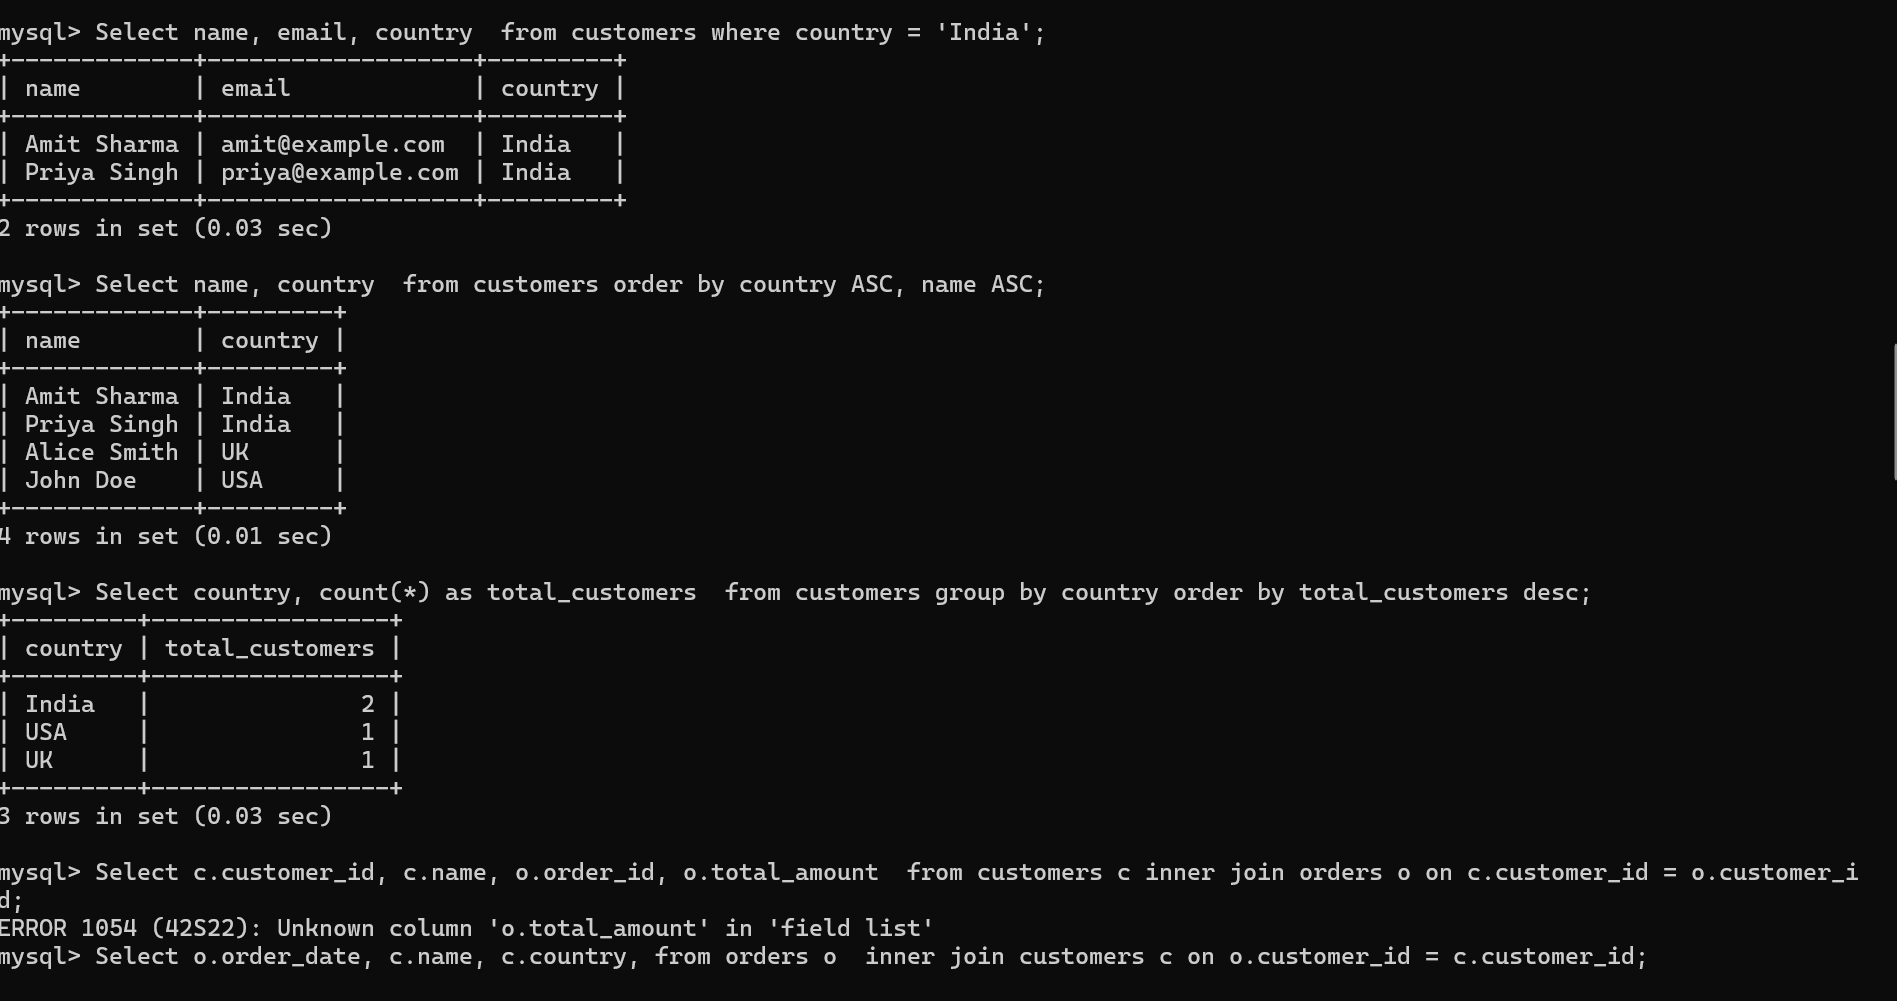 mysql> Select name, email, country  from customers where country = 'India';
+-------------+-------------------+---------+
| name        | email             | country |
+-------------+-------------------+---------+
| Amit Sharma | amit@example.com  | India   |
| Priya Singh | priya@example.com | India   |
+-------------+-------------------+---------+
2 rows in set (0.03 sec)

mysql> Select name, country  from customers order by country ASC, name ASC;
+-------------+---------+
| name        | country |
+-------------+---------+
| Amit Sharma | India   |
| Priya Singh | India   |
| Alice Smith | UK      |
| John Doe    | USA     |
+-------------+---------+
4 rows in set (0.01 sec)

mysql> Select country, count(*) as total_customers  from customers group by country order by total_customers desc;
+---------+-----------------+
| country | total_customers |
+---------+-----------------+
| India   |               2 |
| USA     |               1 |
| UK      |               1 |
+---------+-----------------+
3 rows in set (0.03 sec)

mysql> Select c.customer_id, c.name, o.order_id, o.total_amount  from customers c inner join orders o on c.customer_id = o.customer_i
d;
ERROR 1054 (42S22): Unknown column 'o.total_amount' in 'field list'
mysql> Select o.order_date, c.name, c.country, from orders o  inner join customers c on o.customer_id = c.customer_id;